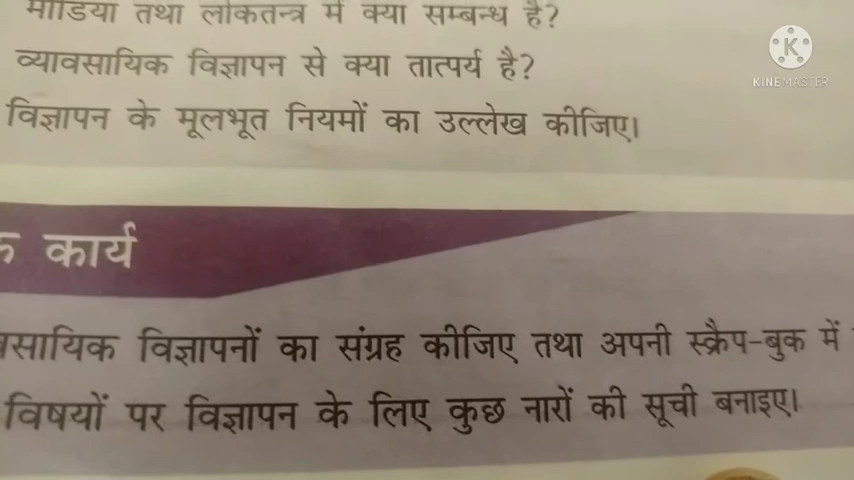 मीडिया तथा लोकतन्त्र में क्या सम्बन्ध है?
व्यावसायिक विज्ञापन से क्या तात्पर्य है?
विज्ञापन के मूलभूत नियमों का उल्लेख कीजिए।
K
KINEMASTER
कार्य
विज्ञापनों का संग्रह कीजिए तथा अपनी स्क्रैप-बुक में
विषयों पर विज्ञापन के लिए कुछ नारों की सूची बनाइए।